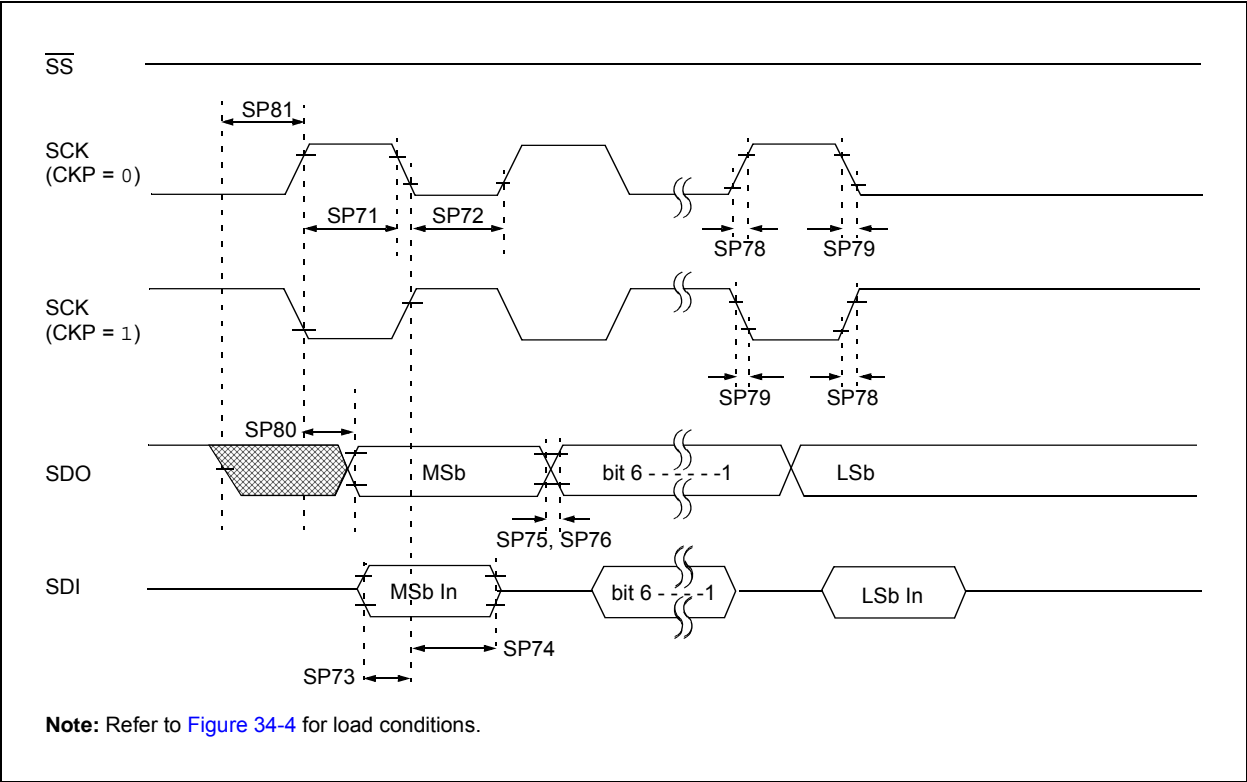 SS
SP81
SCK
(CKP = 0)
SP71 SP72
SP78 SP79
SCK
(CKP = 1)
SP79 SP78
SP80
SDO MSb bit 6 - - - - - -1 LSb
SP75, SP76
SDI MSb In bit 6 - - - -1 LSb In
SP74
SP73
Note: Refer to Figure 34-4 for load conditions.